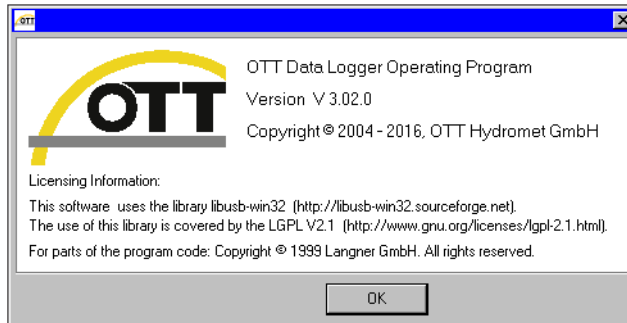 OTT
OTT
OTT Data Logger Operating Program
Version V 3.02.0
Copyright © 2004 - 2016, OTT Hydromet GmbH
Licensing Information:
This software uses the library libusb-win32 (http://libusb-win32.sourceforge.net).
The use of this library is covered by the LGPL V2.1 (http://www.gnu.org/licenses/lgpl-2.1.html).
For parts of the program code: Copyright © 1999 Langner GmbH. All rights reserved.
OK